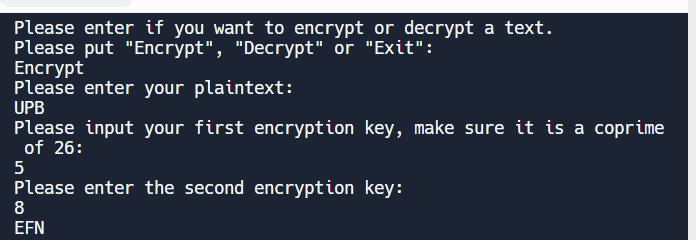 Please enter if you want to encrypt or decrypt a text.
Please put "Encrypt", "Decrypt" or "Exit":
Encrypt
Please enter your plaintext:
UPB
Please input your first encryption key, make sure it is a coprime
 of 26:
5
Please enter the second encryption key:
8
EFN